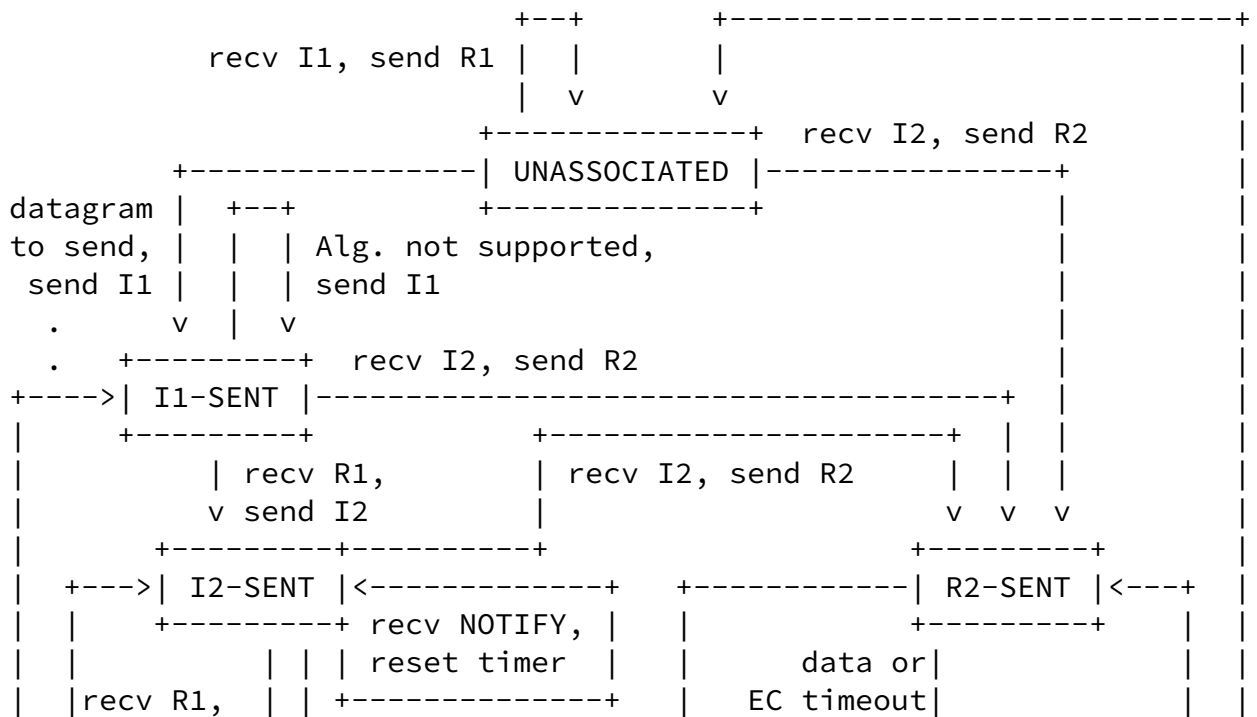 recv I1, send R1
recv I2, send R2
UNASSOCIATED
datagram
to send, Alg. not supported,
send I1 send I1
.
. recv I2, send R2
I1-SENT
recv R1, recv I2, send R2
send I2
I2-SENT R2-SENT
recv NOTIFY,
reset timer data or
recv R1, EC timeout